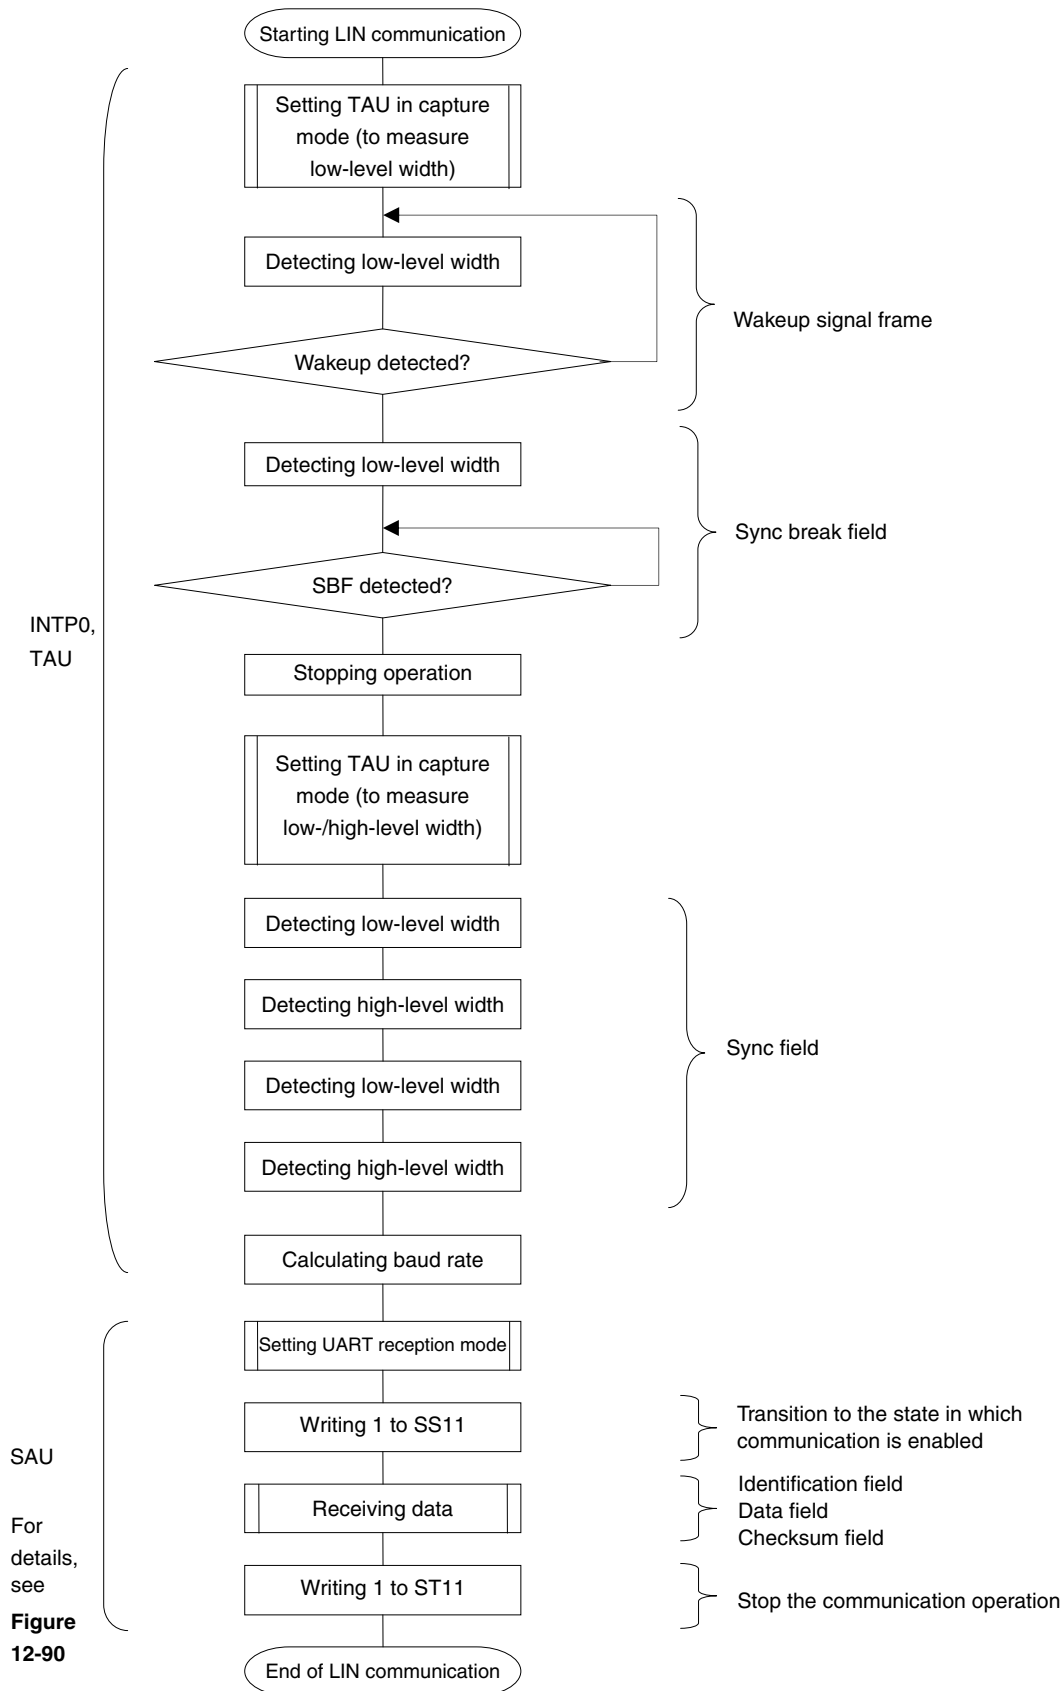 Starting LIN communication
Setting TAU in capture
mode (to measure
low-level width)
Detecting low-level width
Wakeup detected?
Wakeup signal frame
Detecting low-level width
SBF detected?
Sync break field
INTP0,
TAU
Stopping operation
Setting TAU in capture
mode (to measure
low-/high-level width)
Detecting low-level width
Detecting high-level width
Detecting low-level width
Detecting high-level width
Sync field
Calculating baud rate
Setting UART reception mode
Writing 1 to SS11
Transition to the state in which
communication is enabled
SAU
For
details,
see
Figure
12-90
Receiving data
Identification field
Data field
Checksum field
Writing 1 to ST11
Stop the communication operation
End of LIN communication